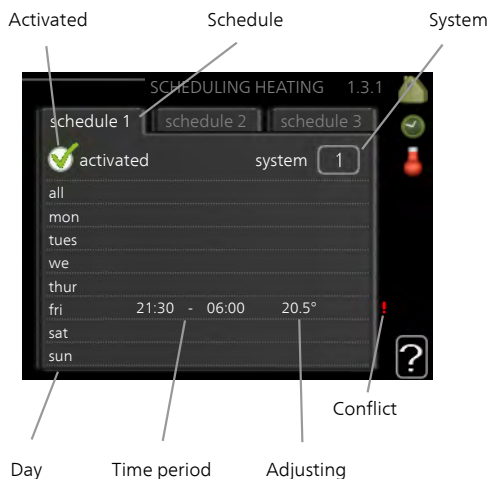 Activated Schedule System
SCHEDULING HEATING 1.3.1
schedule 1 schedule 2 schedule 3
activated system 1
all
mon
tues
we
thur
fri 21:30 - 06:00 20.5° !
sat
sun
?
Conflict
Day Time period Adjusting